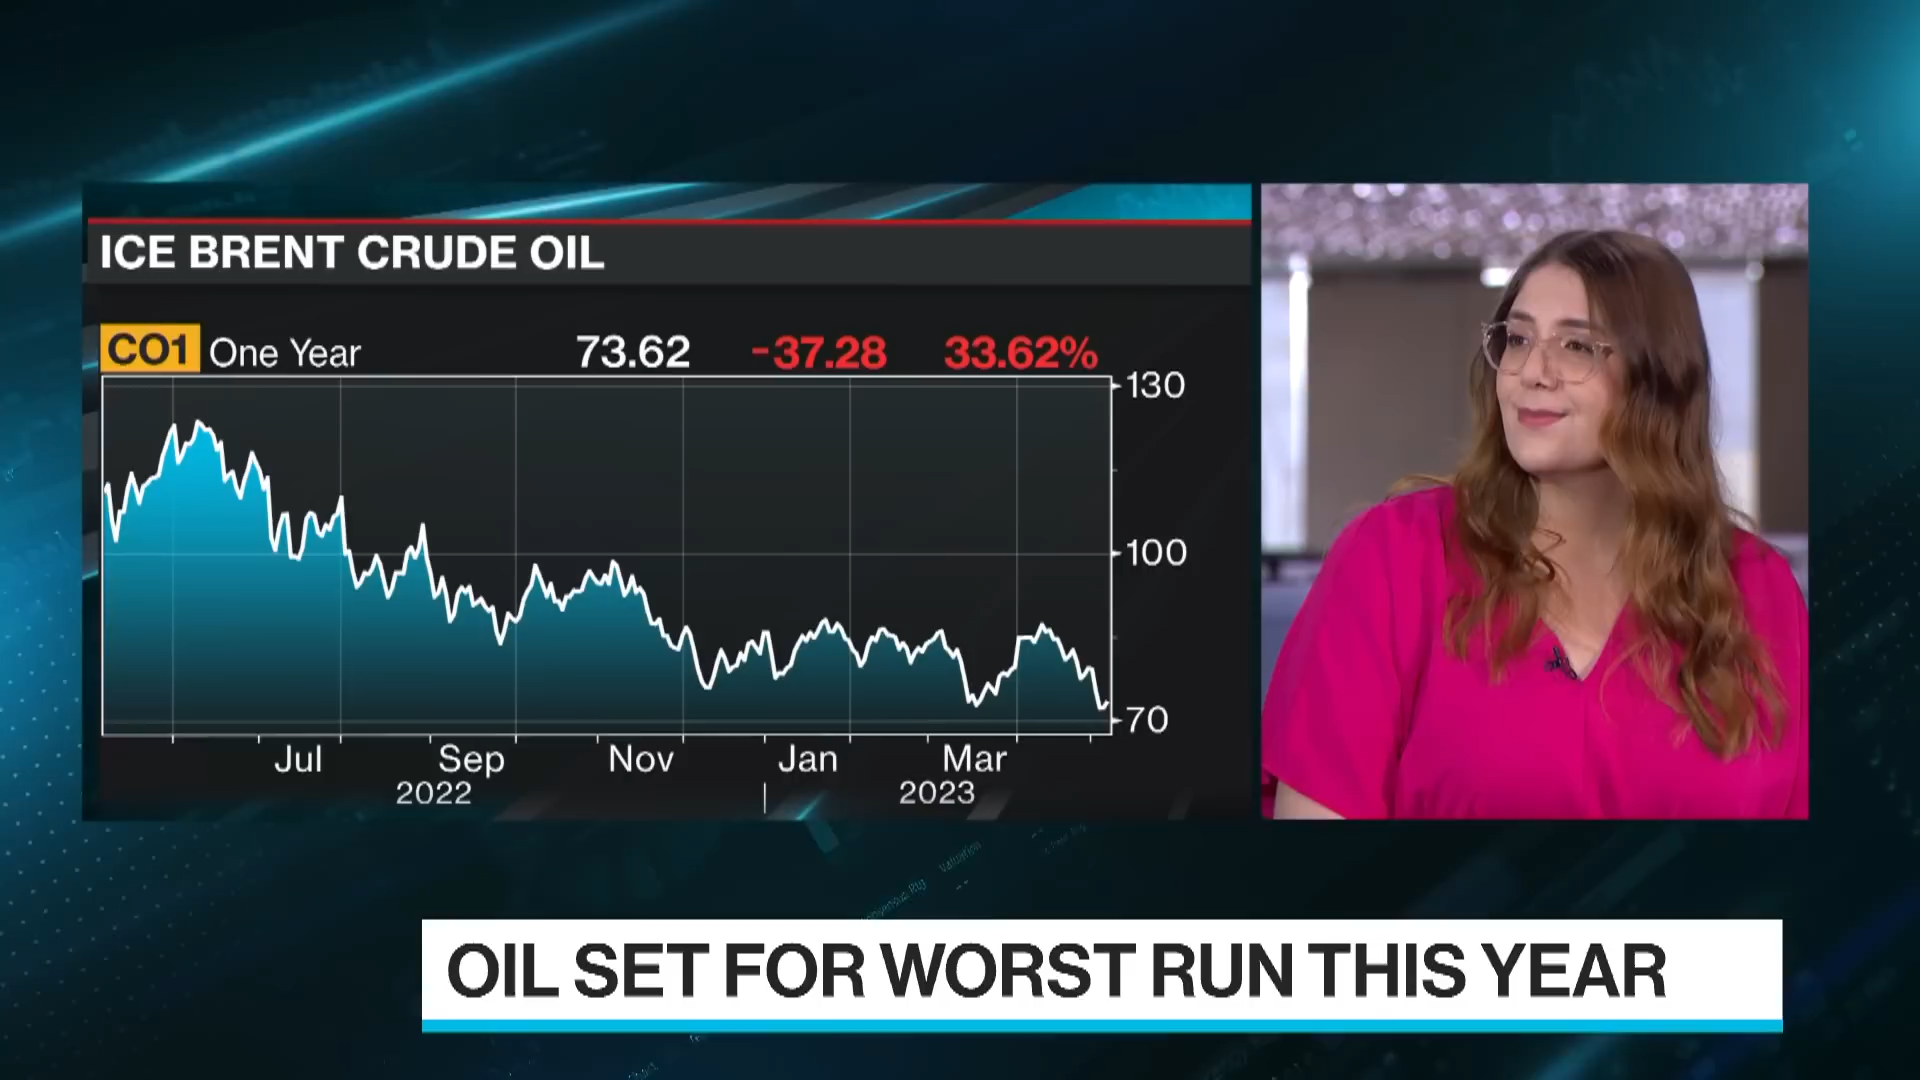 ICE BRENT CRUDE OIL
CO1 One Year 73.62 -37.28 33.62%
130
100
70
Jul Sep Nov Jan Mar
2022 2023
Valuation
OIL SET FOR WORST RUN THIS YEAR